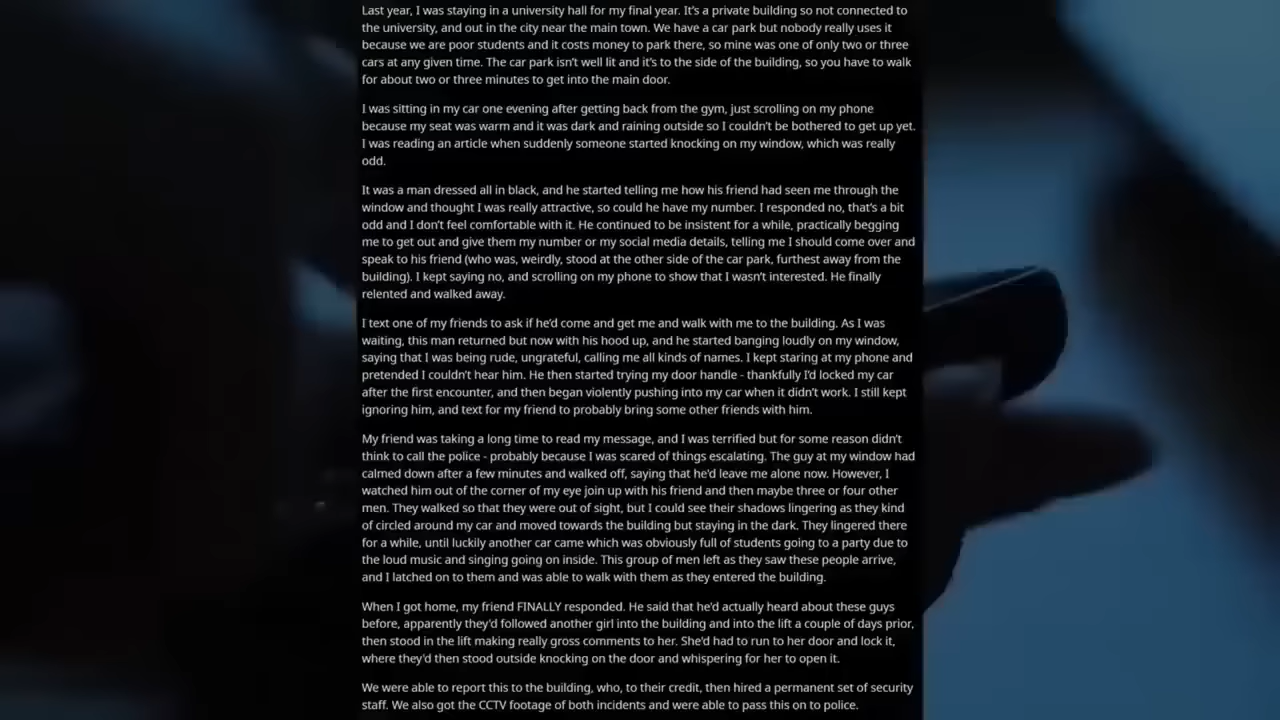 Last year, I was staying in a university hall for my final year. It's a private building so not connected to
the university, and out in the city near the main town. We have a car park but nobody really uses it
because we are poor students and it costs money to park there, so mine was one of only two or three
cars at any given time. The car park isn't well lit and it's to the side of the building, so you have to walk
for about two or three minutes to get into the main door.
I was sitting in my car one evening after getting back from the gym, just scrolling on my phone
because my seat was warm and it was dark and raining outside so I couldn't be bothered to get up yet.
I was reading an article when suddenly someone started knocking on my window, which was really
odd.
It was a man dressed all in black, and he started telling me how his friend had seen me through the
window and thought I was really attractive, so could he have my number. I responded no, that's a bit
odd and I don't feel comfortable with it. He continued to be insistent for a while, practically begging
me to get out and give them my number or my social media details, telling me I should come over and
speak to his friend (who was, weirdly, stood at the other side of the car park, furthest away from the
building). I kept saying no, and scrolling on my phone to show that I wasn't interested. He finally
relented and walked away.
I text one of my friends to ask if he'd come and get me and walk with me to the building. As I was
waiting, this man returned but now with his hood up, and he started banging loudly on my window,
saying that I was being rude, ungrateful, calling me all kinds of names. I kept staring at my phone and
pretended I couldn't hear him. He then started trying my door handle - thankfully I'd locked my car
after the first encounter, and then began violently pushing into my car when it didn't work. I still kept
ignoring him, and text for my friend to probably bring some other friends with him.
My friend was taking a long time to read my message, and I was terrified but for some reason didn't
think to call the police - probably because I was scared of things escalating. The guy at my window had
calmed down after a few minutes and walked off, saying that he'd leave me alone now. However, I
watched him out of the corner of my eye join up with his friend and then maybe three or four other
men. They walked so that they were out of sight, but I could see their shadows lingering as they kind
of circled around my car and moved towards the building but staying in the dark. They lingered there
for a while, until luckily another car came which was obviously full of students going to a party due to
the loud music and singing going on inside. This group of men left as they saw these people arrive,
and I latched on to them and was able to walk with them as they entered the building.
When I got home, my friend FINALLY responded. He said that he'd actually heard about these guys
before, apparently they'd followed another girl into the building and into the lift a couple of days prior,
then stood in the lift making really gross comments to her. She'd had to run to her door and lock it,
where they'd then stood outside knocking on the door and whispering for her to open it.
We were able to report this to the building, who, to their credit, then hired a permanent set of security
staff. We also got the CCTV footage of both incidents and were able to pass this on to police.